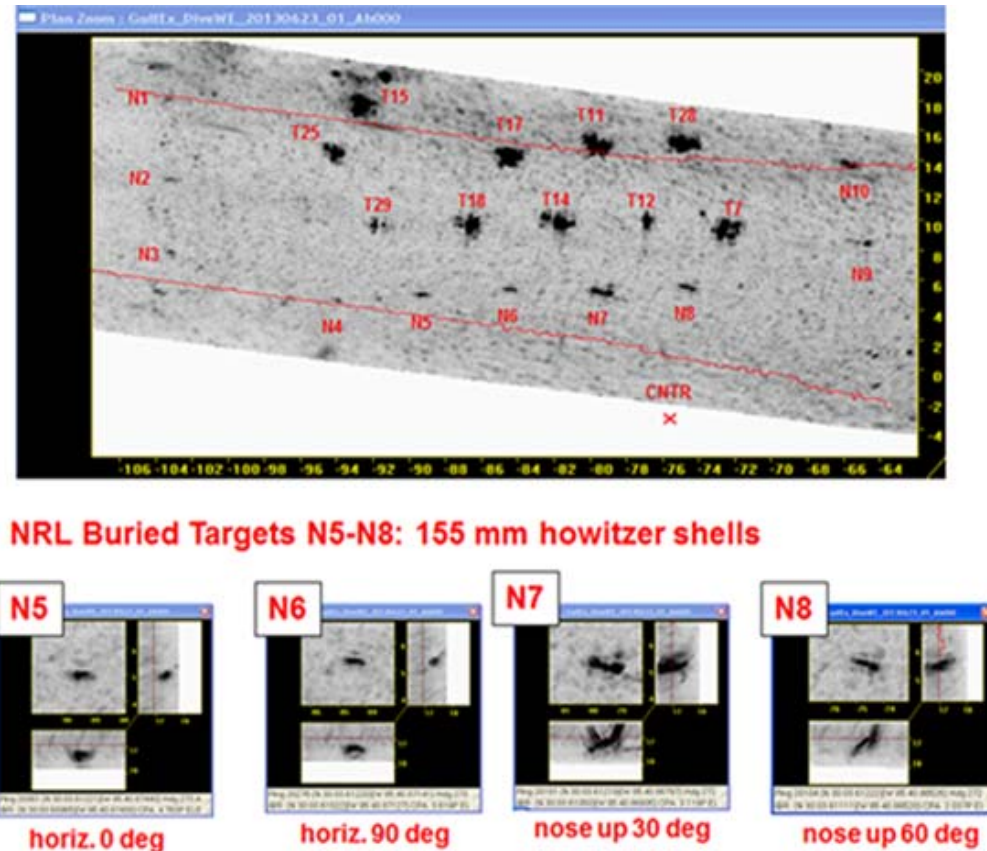 Plan Zoom : GulfEx_DiveWE_20130623_01_Ah000
20
18
N1
T15
T11
T28
16
T25
T17
14
N2
N10
T29
T18
T14
T12
T7
10
N3
N9
8
6
N4
N5
N6
N7
N8
4
2
0
CNTR
-2
-4
-106 -104 -102 -100 -98 -96 -94 -92 -90 -88 -86 -84 -82 -80 -78 -76 -74 -72 -70 -68 -66 -64
NRL Buried Targets N5-N8: 155 mm howitzer shells
N5
N6
N7
N8
horiz. 0 deg
horiz. 90 deg
nose up 30 deg
nose up 60 deg